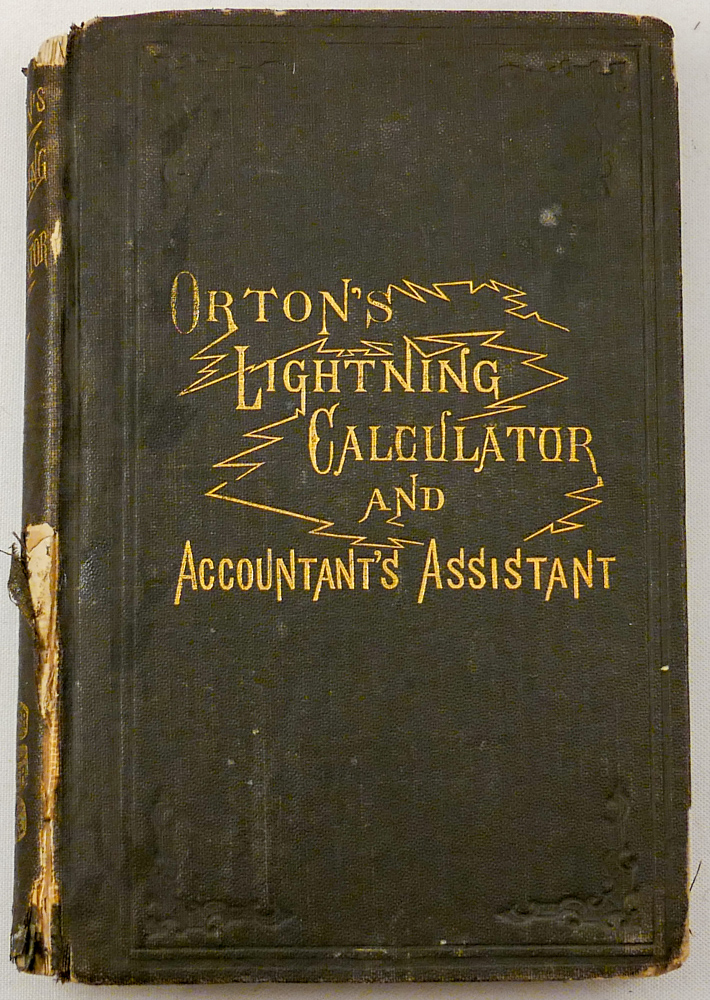 ORTON'S
LIGHTNING
CALCULATOR
AND
ACCOUNTANT'S ASSISTANT